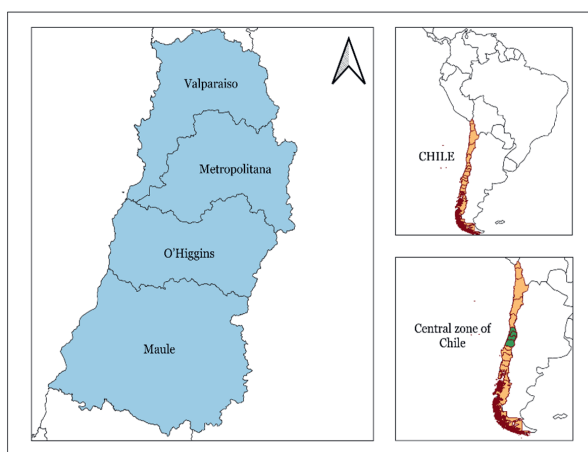 Valparaiso
Metropolitana
O'Higgins
Maule
CHILE
Central zone of
Chile